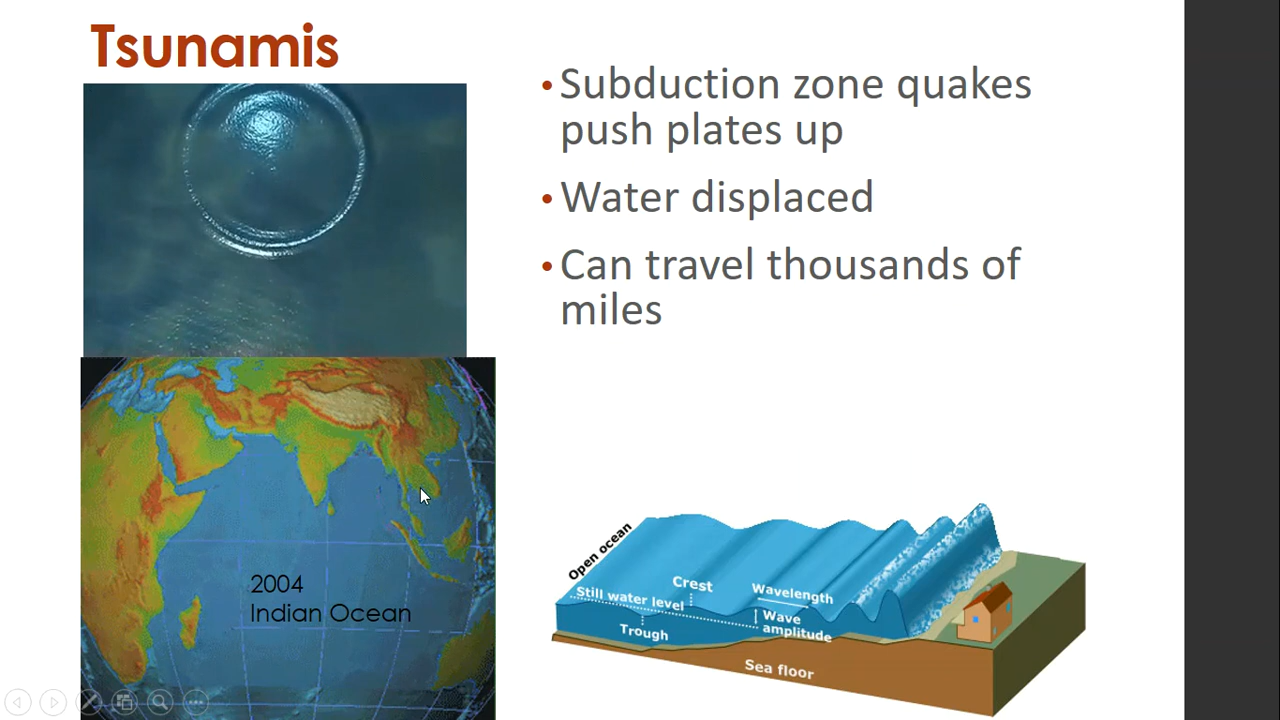 Tsunamis
• Subduction zone quakes
push plates up
• Water displaced
• Can travel thousands of
miles
2004
Indian Ocean
Open ocean
Still water level
Crest
Wavelength
Trough
Wave
amplitude
Sea floor